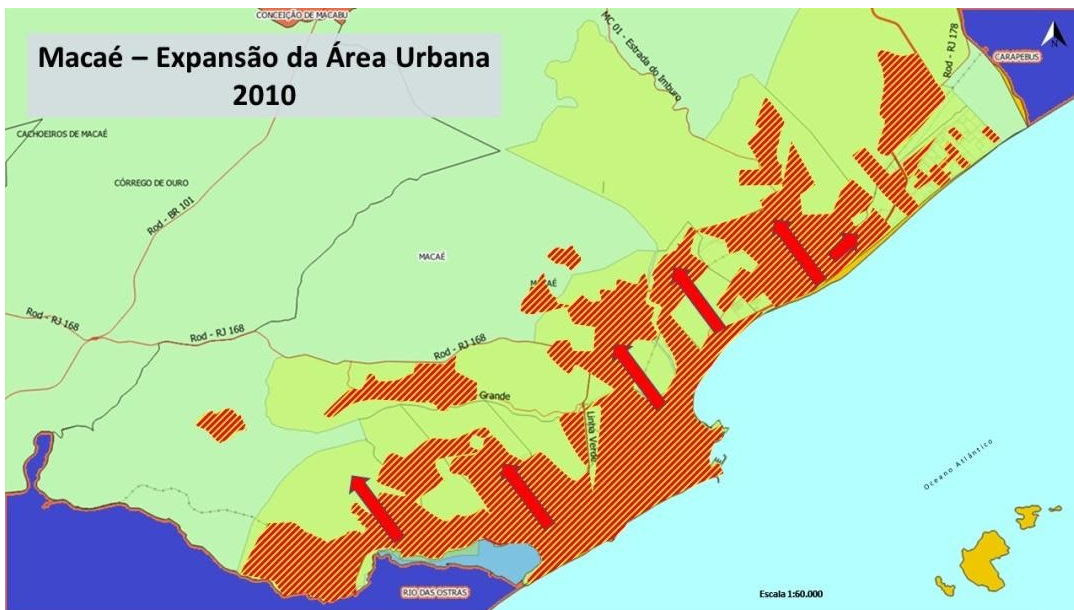 Macaé – Expansão da Área Urbana
2010
CONCEIÇÃO DE MACABU
MC 01 - Estrada do Imburo
Rod - RJ 178
N
CARAPEBUS
CACHOEIROS DE MACAÉ
CÓRREGO DE OURO
Rod - BR 101
MACAÉ
Rod - RJ 168
Rod - RJ 168
Rod - RJ 168
Grande
Linha Verde
Oceano Atlântico
RIO DAS OSTRAS
Escala 1:60.000